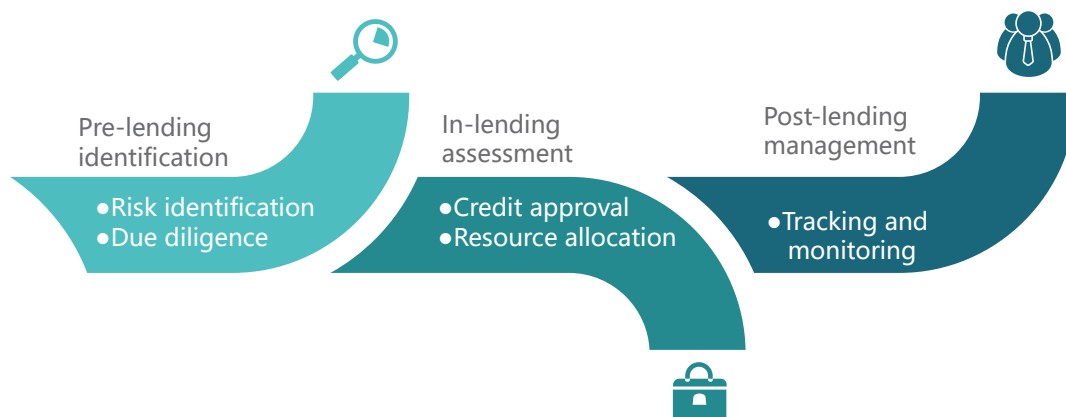 Pre-lending
identification
●Risk identification
●Due diligence
In-lending
assessment
●Credit approval
●Resource allocation
Post-lending
management
●Tracking and
monitoring